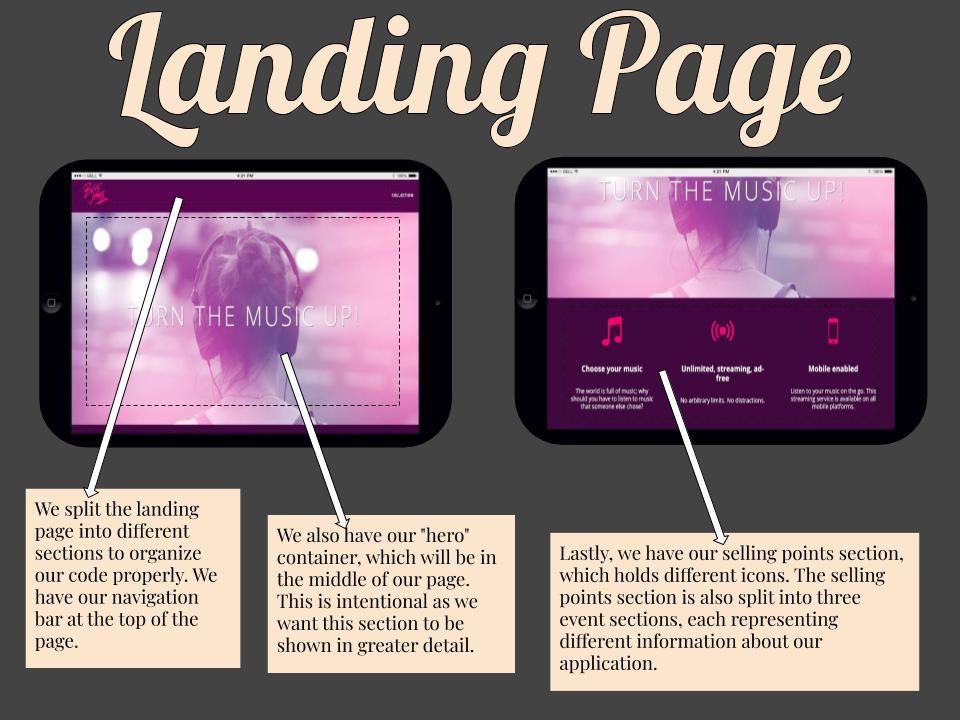 Landing Page
BELL
4:21 PM
100%
COLLECTION
TURN THE MUSIC UP!
BELL
4:21 PM
100%
TURN THE MUSIC UP!
Choose your music
The world is full of music; why
should you have to listen to music
that someone else chose?
Unlimited, streaming, ad-
free
No arbitrary limits. No distractions.
Mobile enabled
Listen to your music on the go. This
streaming service is available on all
mobile platforms.
We split the landing
page into different
sections to organize
our code properly. We
have our navigation
bar at the top of the
page.
We also have our "hero"
container, which will be in
the middle of our page.
This is intentional as we
want this section to be
shown in greater detail.
Lastly, we have our selling points section,
which holds different icons. The selling
points section is also split into three
event sections, each representing
different information about our
application.